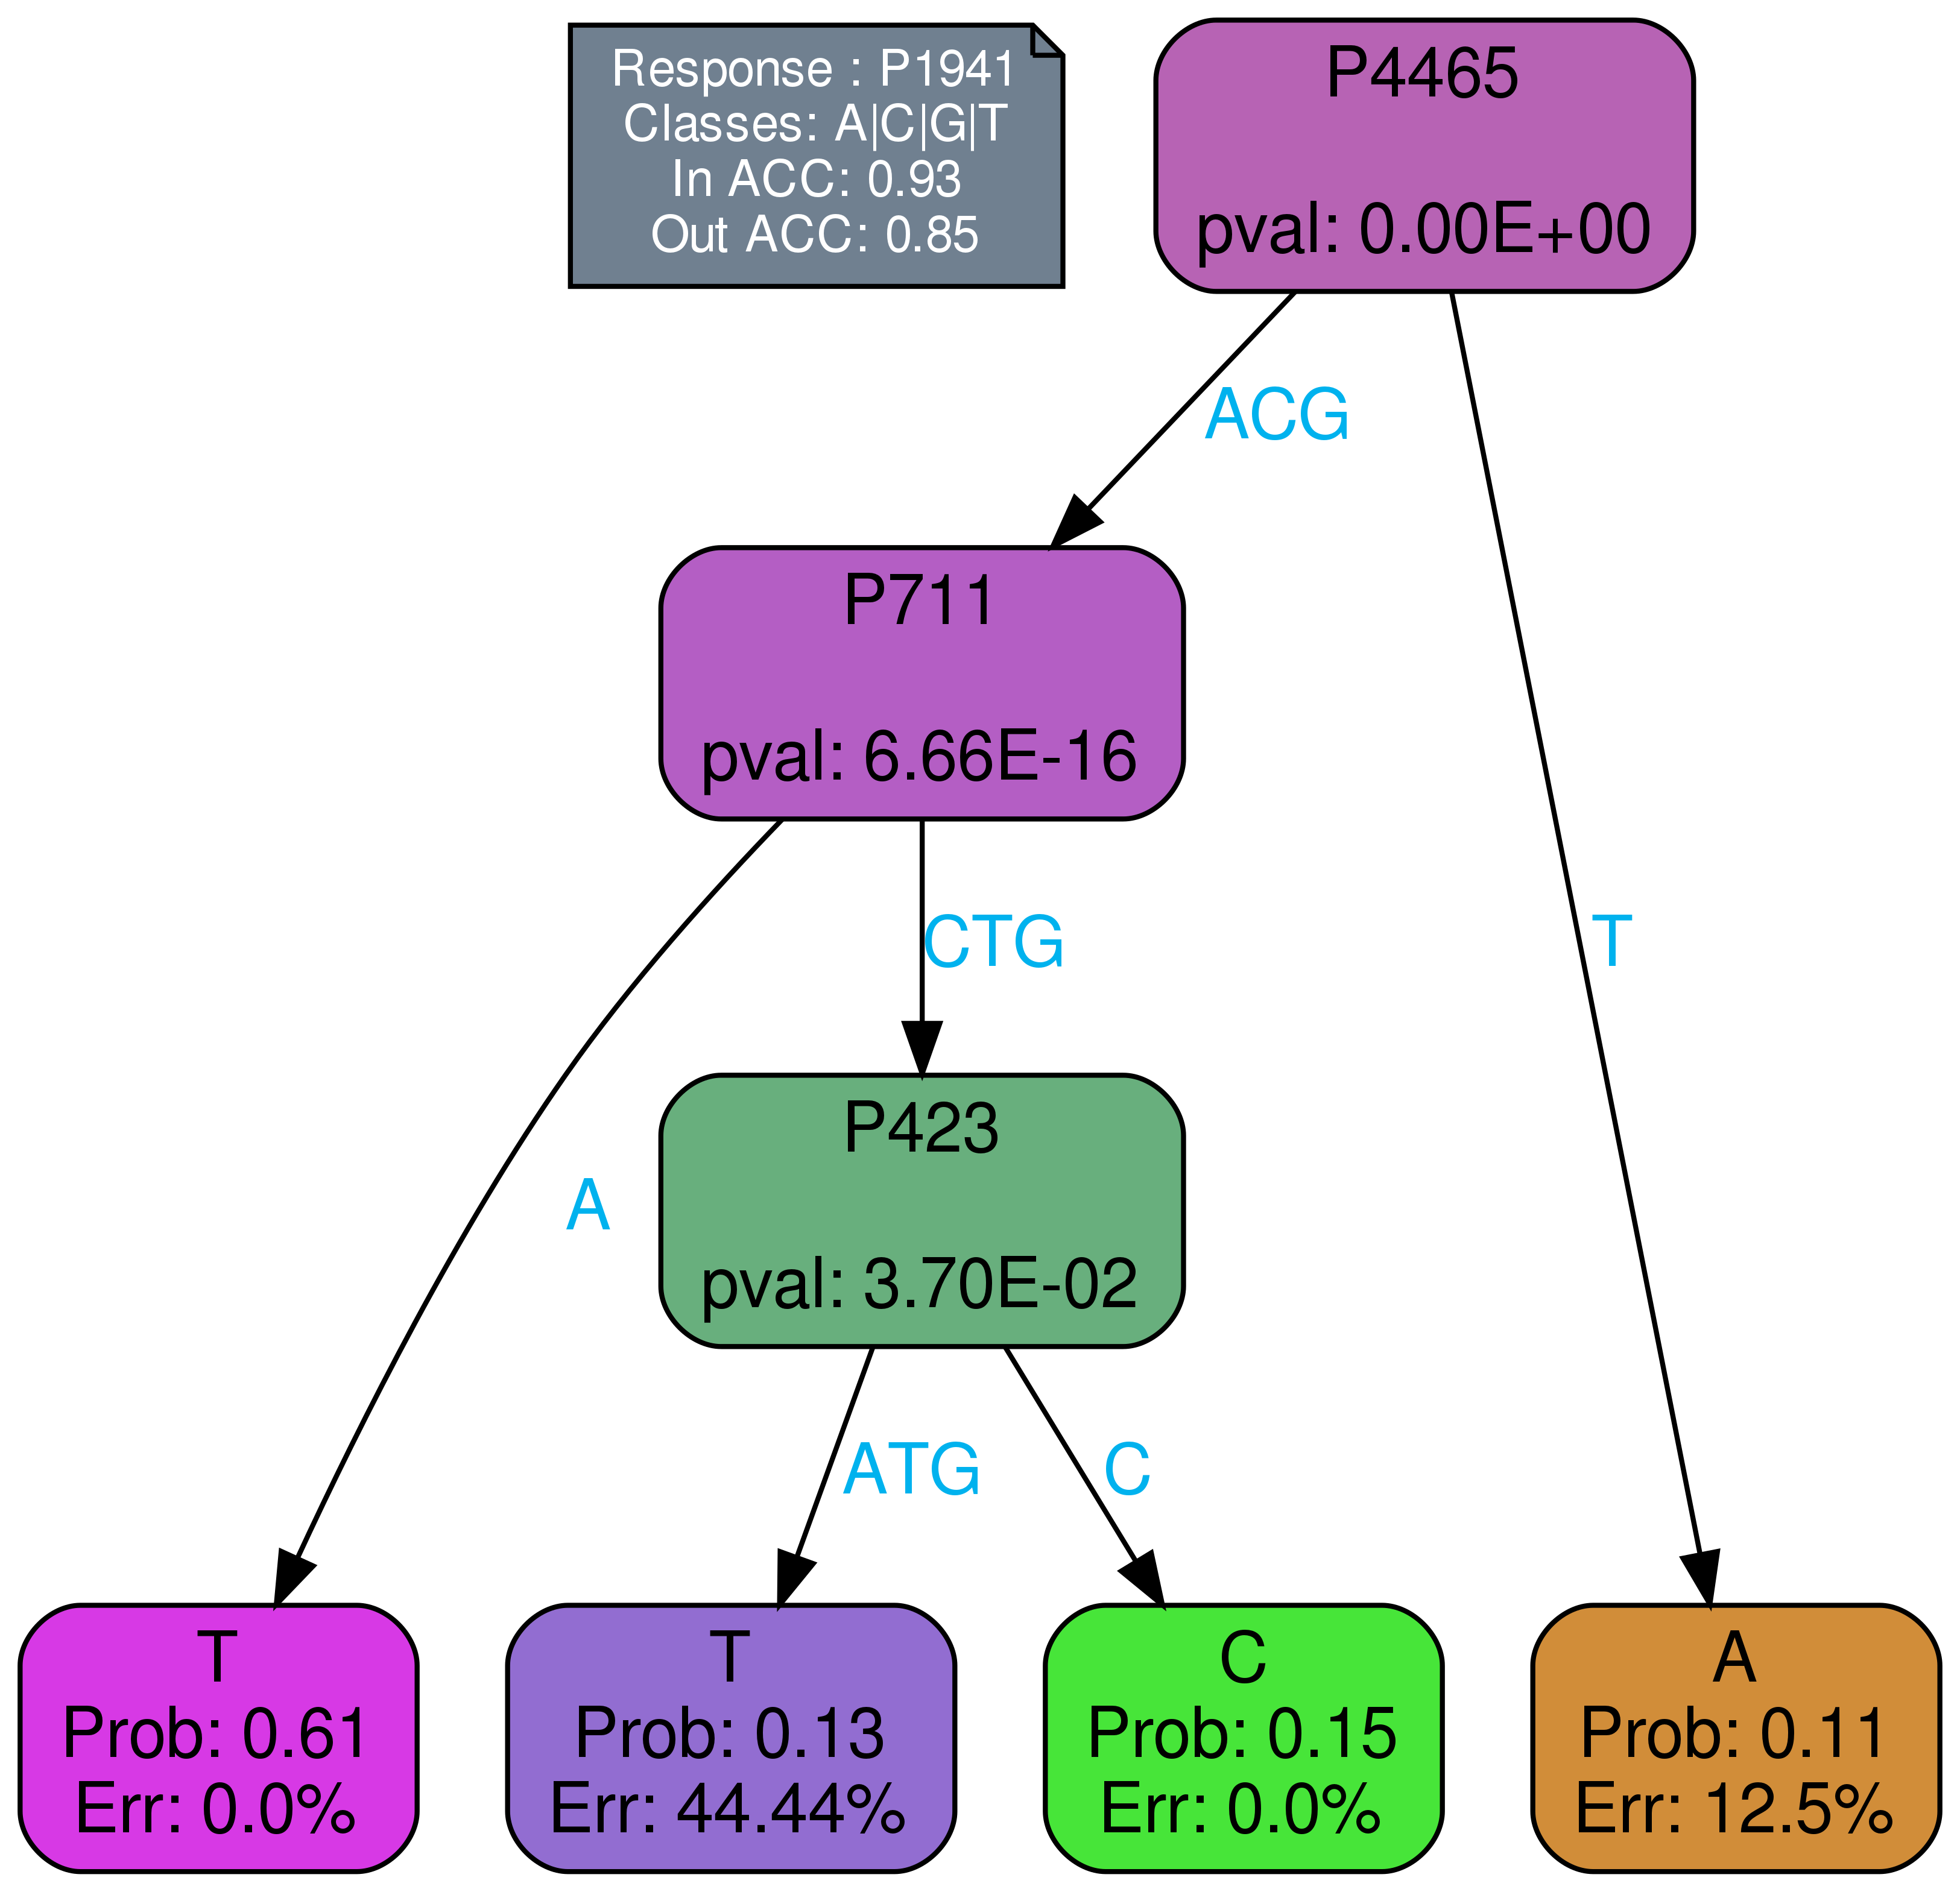 Response : P1941
Classes: A|C|G|T
In ACC: 0.93
Out ACC: 0.85
P4465
pval: 0.00E+00
ACG
P711
pval: 6.66E-16
CTG
T
P423
pval: 3.70E-02
A
ATG
C
T
Prob: 0.61
Err: 0.0%
T
Prob: 0.13
Err: 44.44%
C
Prob: 0.15
Err: 0.0%
A
Prob: 0.11
Err: 12.5%